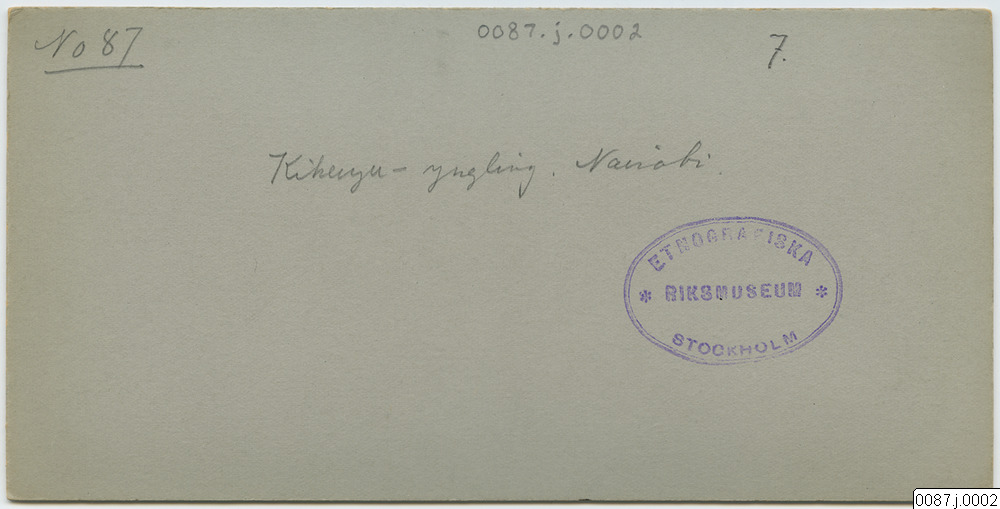 No 87
0087.j.0002
7.
Kikuyu-yngling. Nairobi.
ETNOGRAFISKA
* RIKSMUSEUM *
STOCKHOLM
0087.j.0002